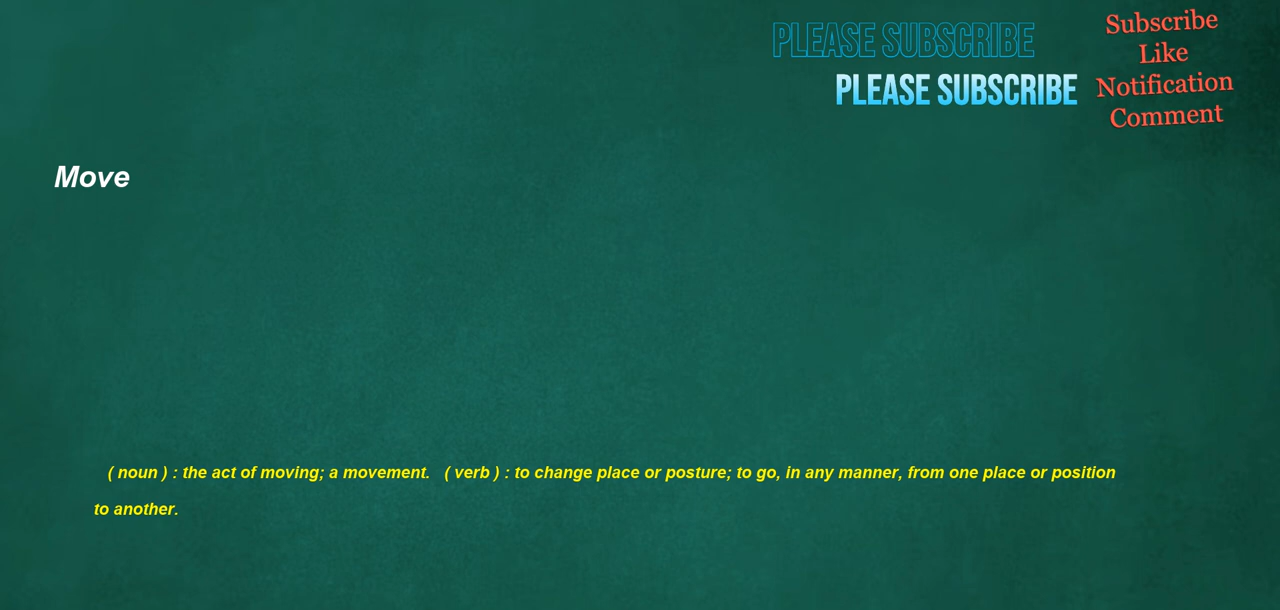 PLEASE SUBSCRIBE
PLEASE SUBSCRIBE
Subscribe
Like
Notification
Comment
Move
( noun ) : the act of moving; a movement. ( verb ) : to change place or posture; to go, in any manner, from one place or position
to another.